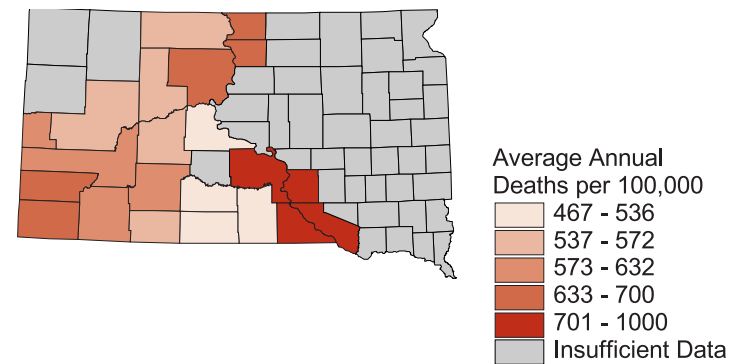 Average Annual
Deaths per 100,000
467 - 536
537 - 572
573 - 632
633 - 700
701 - 1000
Insufficient Data